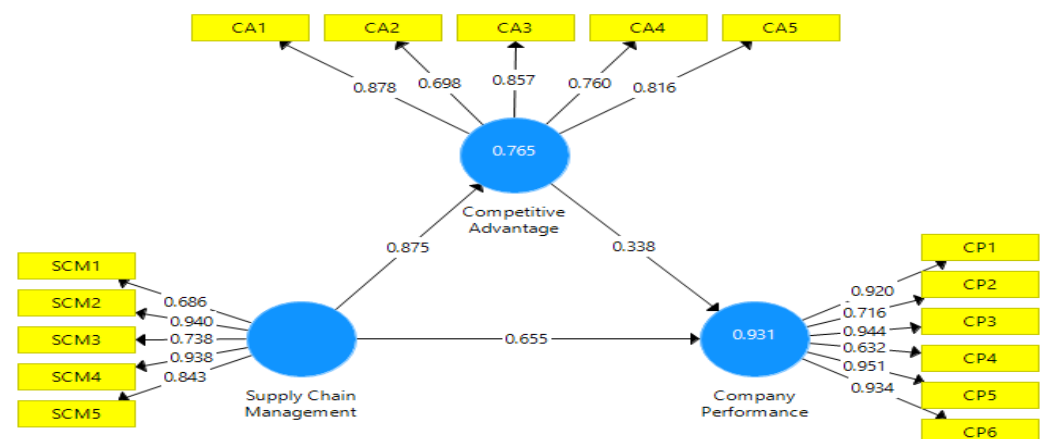 CA1 CA2 CA3 CA4 CA5
0.878 0.698 0.857 0.760 0.816
0.765
Competitive
Advantage
0.875 0.338
SCM1
SCM2
SCM3
SCM4
SCM5
0.686
0.940
0.738
0.938
0.843
Supply Chain
Management
0.655
0.931
Company
Performance
0.920
0.716
0.944
0.632
0.951
0.934
CP1
CP2
CP3
CP4
CP5
CP6